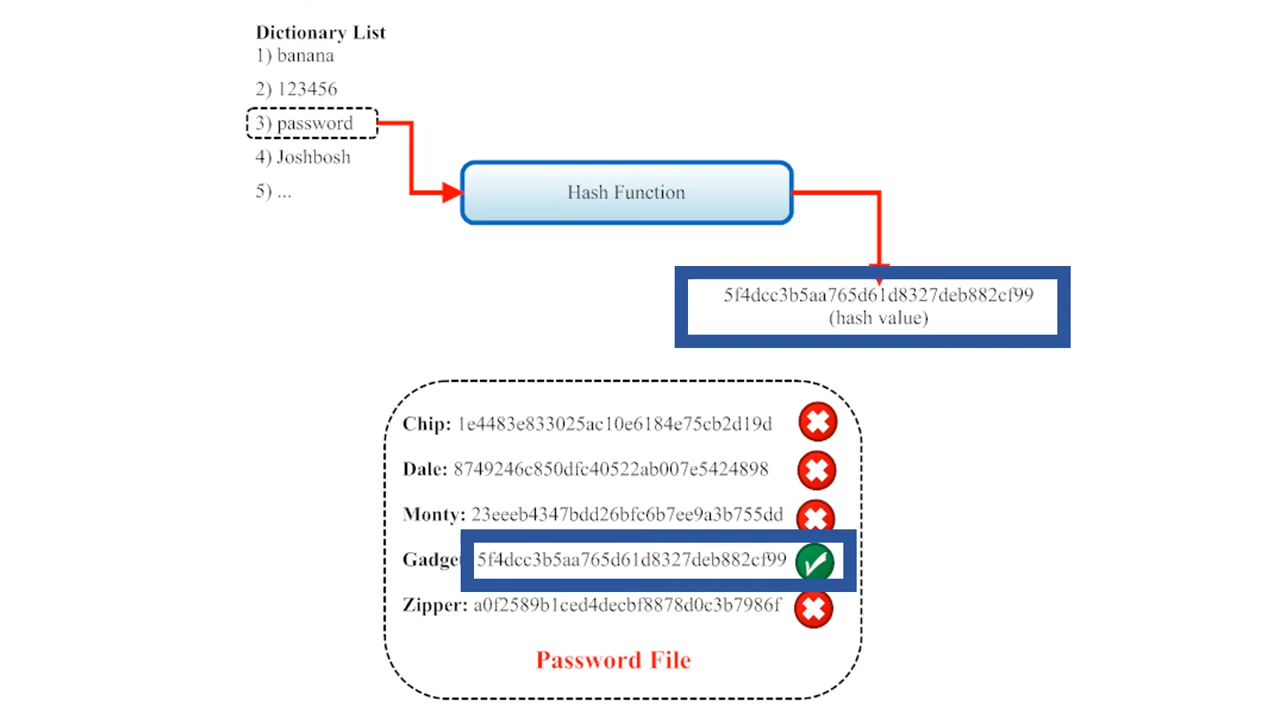 Dictionary List
1) banana
2) 123456
3) password
4) Joshbosh
5) ...
Hash Function
5f4dcc3b5aa765d61d8327deb882cf99
(hash value)
Chip: 1e4483e833025ac10e6184e75cb2d19d
Dale: 8749246c850dfc40522ab007e5424898
Monty: 23eeeb4347bdd26bfc6b7ee9a3b755dd
Gadge 5f4dcc3b5aa765d61d8327deb882cf99
Zipper: a0f2589b1ced4decbf8878d0c3b7986f
Password File